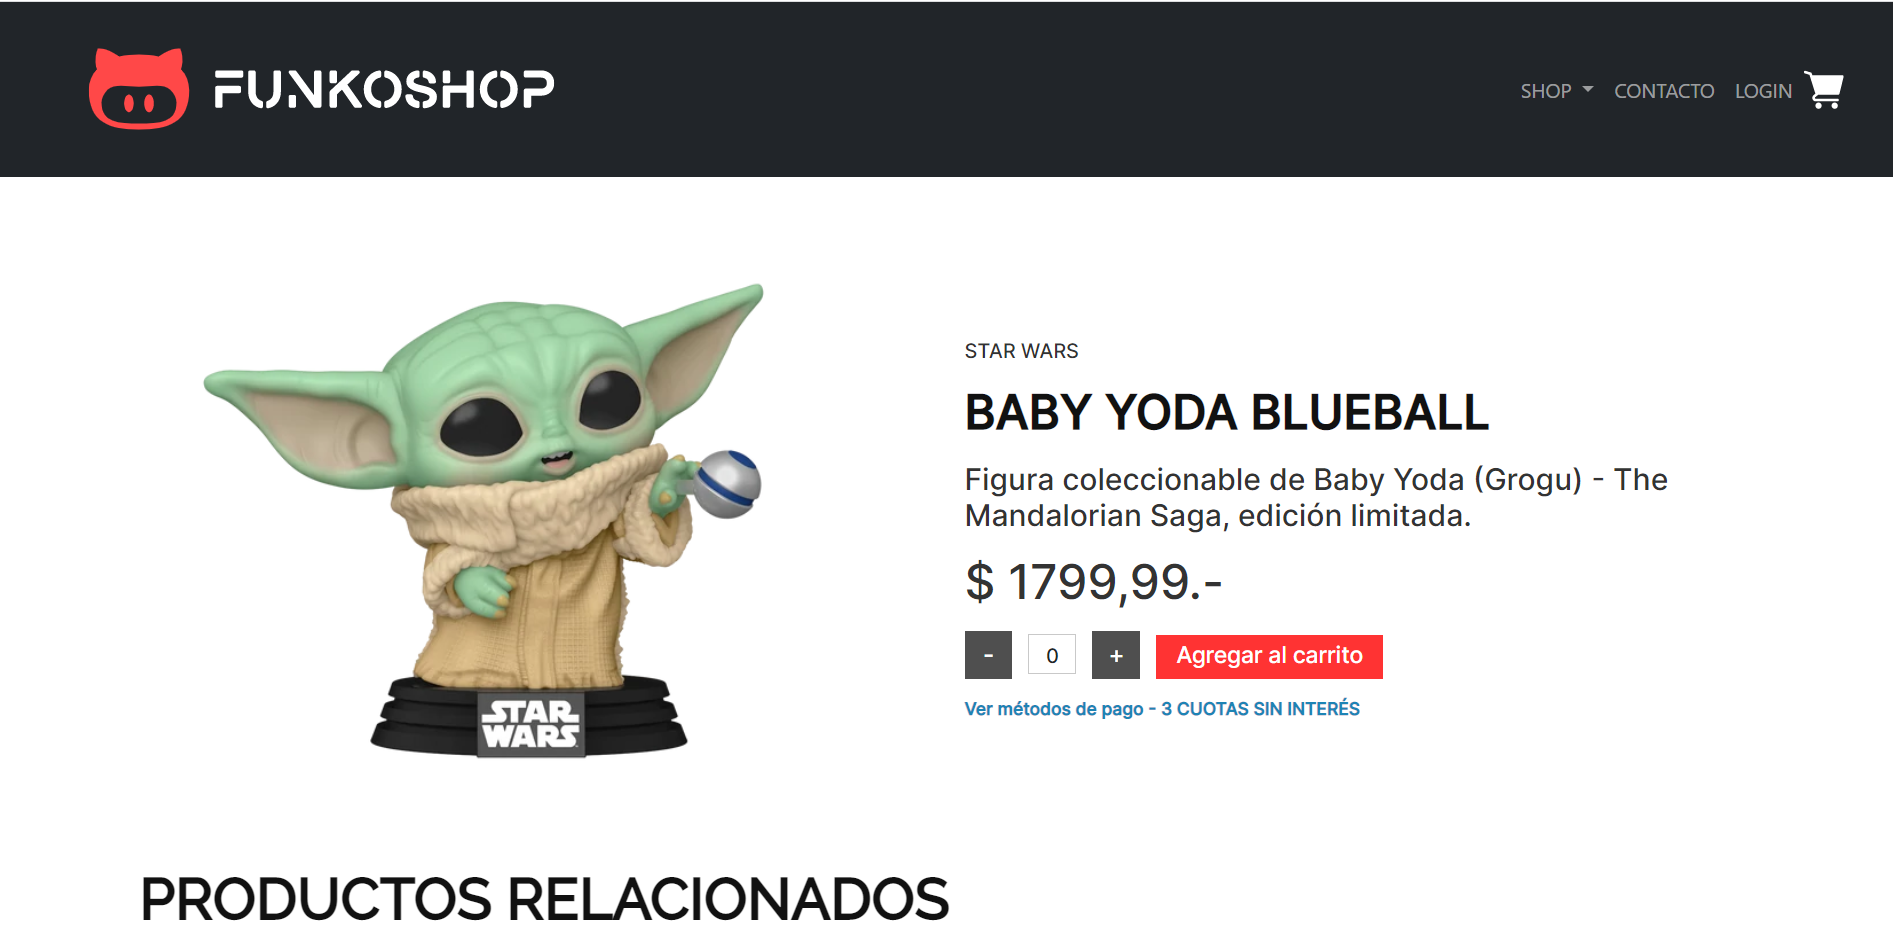 FUNKOSHOP
SHOP CONTACTO LOGIN
STAR WARS
BABY YODA BLUEBALL
Figura coleccionable de Baby Yoda (Grogu) - The
Mandalorian Saga, edición limitada.
$ 1799,99.-
- 0 + Agregar al carrito
Ver métodos de pago - 3 CUOTAS SIN INTERÉS
STAR
WARS
PRODUCTOS RELACIONADOS